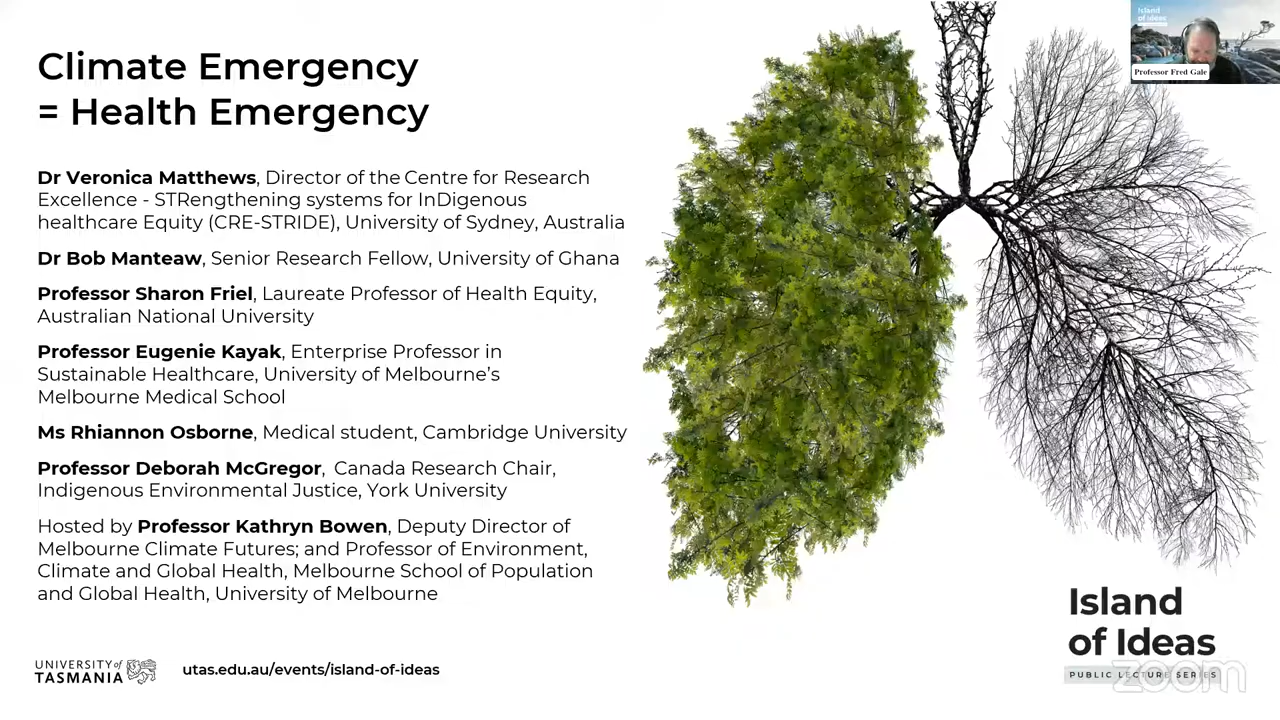 Climate Emergency
= Health Emergency
Dr Veronica Matthews, Director of the Centre for Research
Excellence - STRengthening systems for InDigenous
healthcare Equity (CRE-STRIDE), University of Sydney, Australia
Dr Bob Manteaw, Senior Research Fellow, University of Ghana
Professor Sharon Friel, Laureate Professor of Health Equity,
Australian National University
Professor Eugenie Kayak, Enterprise Professor in
Sustainable Healthcare, University of Melbourne's
Melbourne Medical School
Ms Rhiannon Osborne, Medical student, Cambridge University
Professor Deborah McGregor, Canada Research Chair,
Indigenous Environmental Justice, York University
Hosted by Professor Kathryn Bowen, Deputy Director of
Melbourne Climate Futures; and Professor of Environment,
Climate and Global Health, Melbourne School of Population
and Global Health, University of Melbourne
UNIVERSITY of
TASMANIA
utas.edu.au/events/island-of-ideas
Island
of Ideas
Professor Fred Gale
Island
of Ideas
PUBLIC LECTURE SERIES
zoom